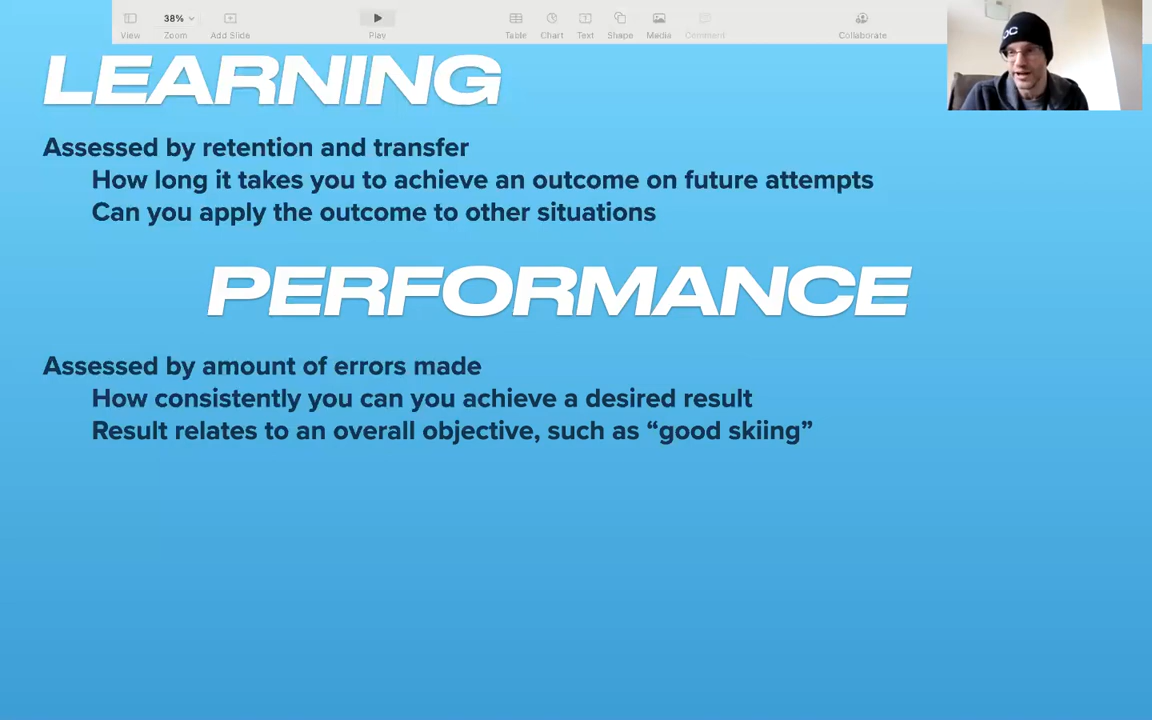 View
38%
Zoom
Add Slide
Play
Table
Chart
Text
Shape
Media
Comment
Collaborate
OC
LEARNING
Assessed by retention and transfer
How long it takes you to achieve an outcome on future attempts
Can you apply the outcome to other situations
PERFORMANCE
Assessed by amount of errors made
How consistently you can you achieve a desired result
Result relates to an overall objective, such as “good skiing”